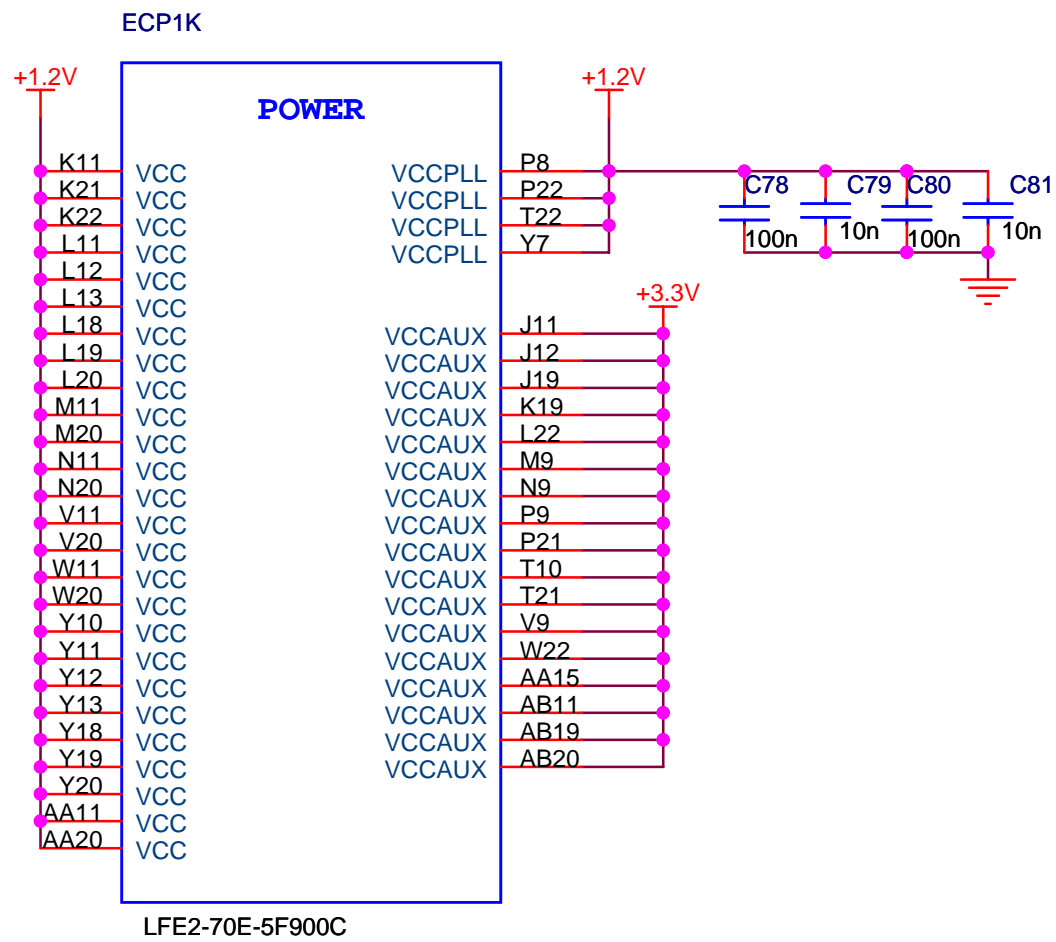 ECP1K
+1.2V
+1.2V
POWER
K11 VCC VCCPLL P8
K21 VCC VCCPLL P22
K22 VCC VCCPLL T22
L11 VCC VCCPLL Y7
L12 VCC
L13 VCC
L18 VCC VCCAUX J11
L19 VCC VCCAUX J12
L20 VCC VCCAUX J19
M11 VCC VCCAUX K19
M20 VCC VCCAUX L22
N11 VCC VCCAUX M9
N20 VCC VCCAUX N9
V11 VCC VCCAUX P9
V20 VCC VCCAUX P21
W11 VCC VCCAUX T10
W20 VCC VCCAUX T21
Y10 VCC VCCAUX V9
Y11 VCC VCCAUX W22
Y12 VCC VCCAUX AA15
Y13 VCC VCCAUX AB11
Y18 VCC VCCAUX AB19
Y19 VCC VCCAUX AB20
Y20 VCC
AA11 VCC
AA20 VCC
C78 C79 C80 C81
100n 10n 100n 10n
+3.3V
LFE2-70E-5F900C